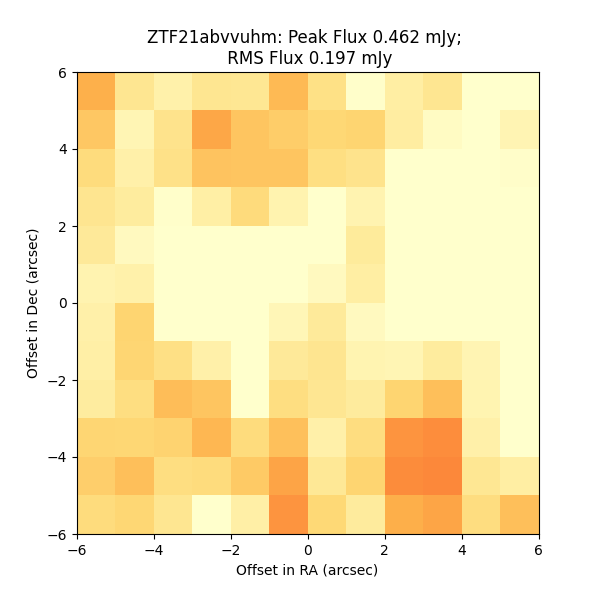 ZTF21abvvuhm: Peak Flux 0.462 mJy;
RMS Flux 0.197 mJy
6
4
2
0
−2
−4
−6
Offset in Dec (arcsec)
−6 −4 −2 0 2 4 6
Offset in RA (arcsec)